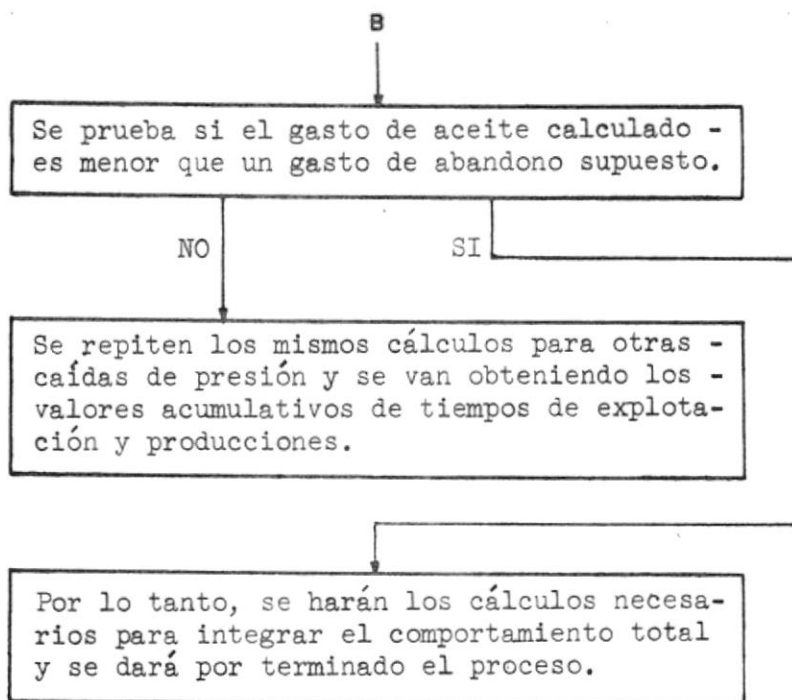 B
Se prueba si el gasto de aceite calculado -
es menor que un gasto de abandono supuesto.
NO
SI
Se repiten los mismos cálculos para otras -
caídas de presión y se van obteniendo los -
valores acumulativos de tiempos de explota-
ción y producciones.
Por lo tanto, se harán los cálculos necesa-
rios para integrar el comportamiento total
y se dará por terminado el proceso.